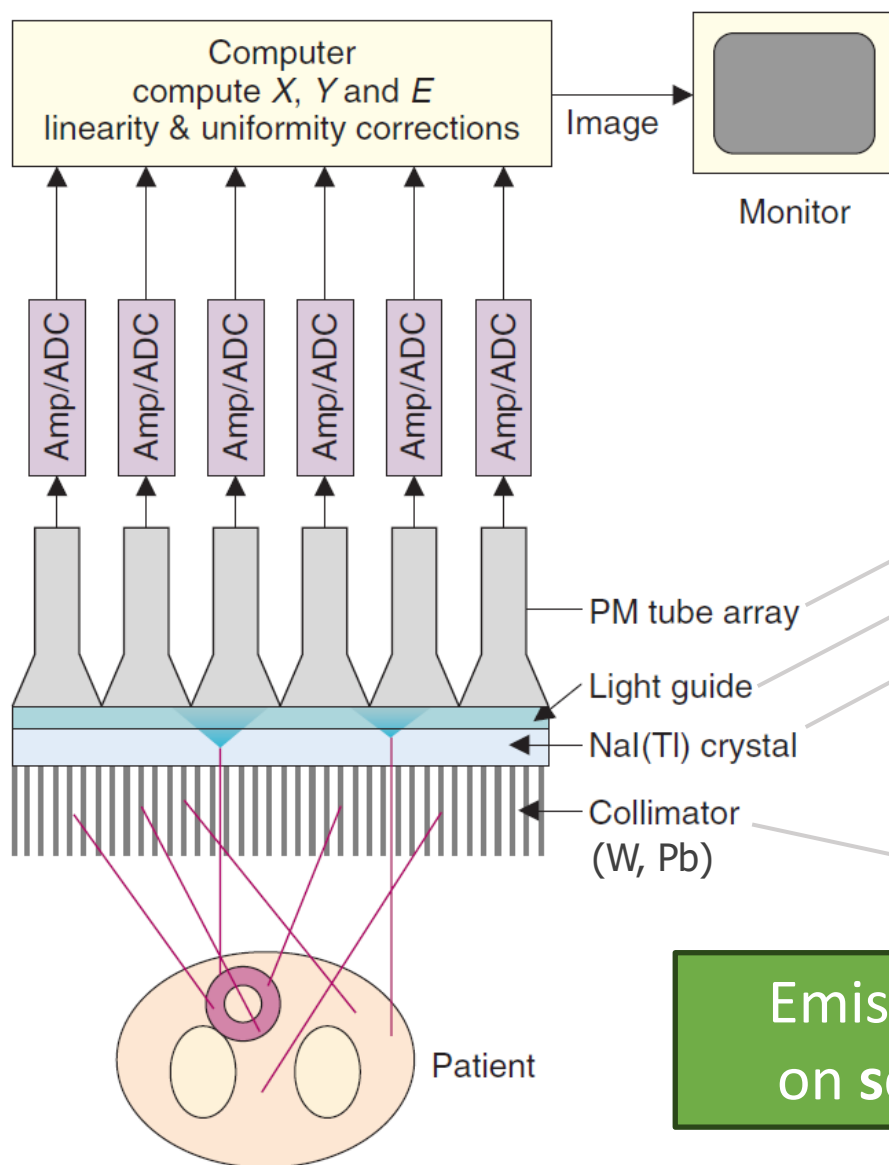 Computer
compute X, Y and E
linearity & uniformity corrections
Image
Monitor
Amp/ADC
Amp/ADC
Amp/ADC
Amp/ADC
Amp/ADC
Amp/ADC
PM tube array
Light guide
NaI(Tl) crystal
Collimator
(W, Pb)
Patient
on